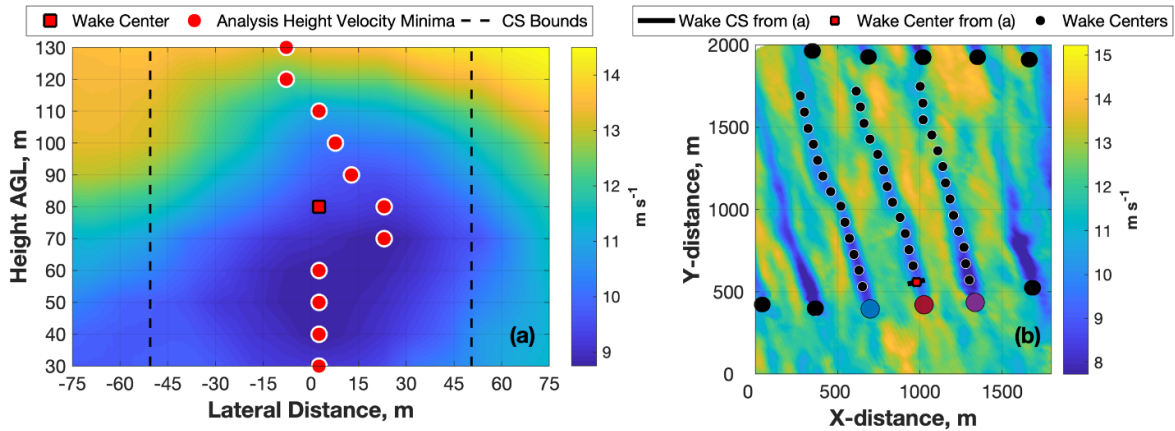 Wake Center Analysis Height Velocity Minima CS Bounds
130
120
110
100
90
80
70
60
50
40
30
Height AGL, m
-75 -60 -45 -30 -15 0 15 30 45 60 75
Lateral Distance, m
(a)
14
13
12
11
10
9
m s⁻¹
Wake CS from (a) Wake Center from (a) Wake Centers
2000
1500
1000
500
0
Y-distance, m
500 1000 1500
X-distance, m
(b)
15
14
13
12
11
10
9
8
m s⁻¹